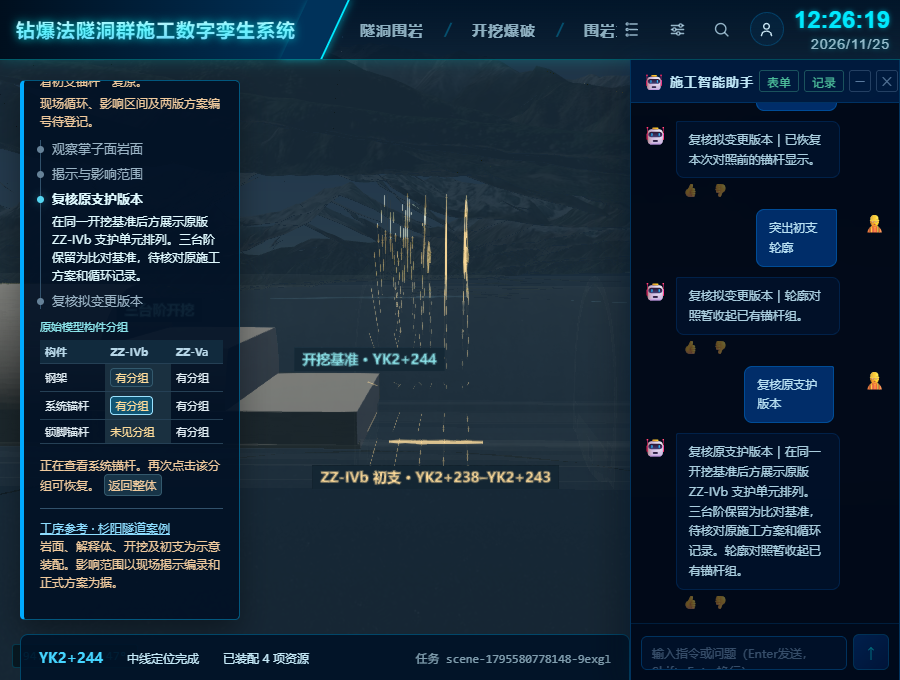 钻爆法隧洞群施工数字孪生系统
隧洞围岩 / 开挖爆破 / 围岩
12:26:19
2026/11/25
现场循环、影响区间及两版方案编
号待登记。
观察掌子面岩面
揭示与影响范围
复核原支护版本
在同一开挖基准后方展示原版
ZZ-IVb 支护单元排列。三台阶
保留为比对基准，待核对原施工
方案和循环记录。
复核拟变更版本
三台阶开挖
原始模型构件分组
构件 ZZ-IVb ZZ-Va
钢架 有分组 有分组
系统锚杆 有分组 有分组
锁脚锚杆 未见分组 有分组
正在查看系统锚杆。再次点击该分
组可恢复。 返回整体
工序参考 · 杉阳隧道案例
岩面、解释体、开挖及初支为示意
装配。影响范围以现场揭示编录和
正式方案为据。
开挖基准 · YK2+244
ZZ-IVb 初支 · YK2+238—YK2+243
YK2+244 中线定位完成 已装配 4 项资源 任务 scene-1795580778148-9exgl
施工智能助手 表单 记录
复核拟变更版本 | 已恢复
本次对照前的锚杆显示。
突出初支
轮廓
复核拟变更版本 | 轮廓对
照暂收起已有锚杆组。
复核原支护
版本
复核原支护版本 | 在同一
开挖基准后方展示原版
ZZ-IVb 支护单元排列。
三台阶保留为比对基准，
待核对原施工方案和循环
记录。轮廓对照暂收起已
有锚杆组。
输入指令或问题（Enter发送，